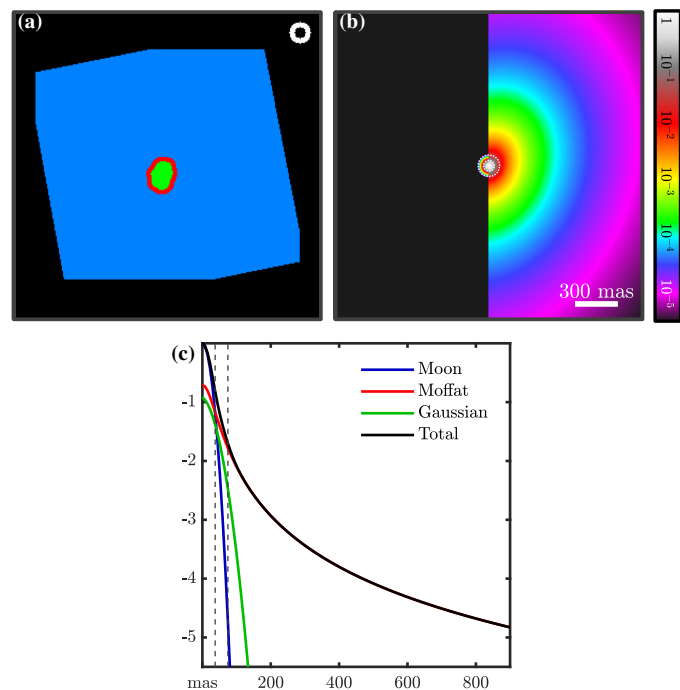 (a)
(b)
300 mas
1
10⁻¹
10⁻²
10⁻³
10⁻⁴
10⁻⁵
(c)
Moon
Moffat
Gaussian
Total
-1
-2
-3
-4
-5
mas 200 400 600 800